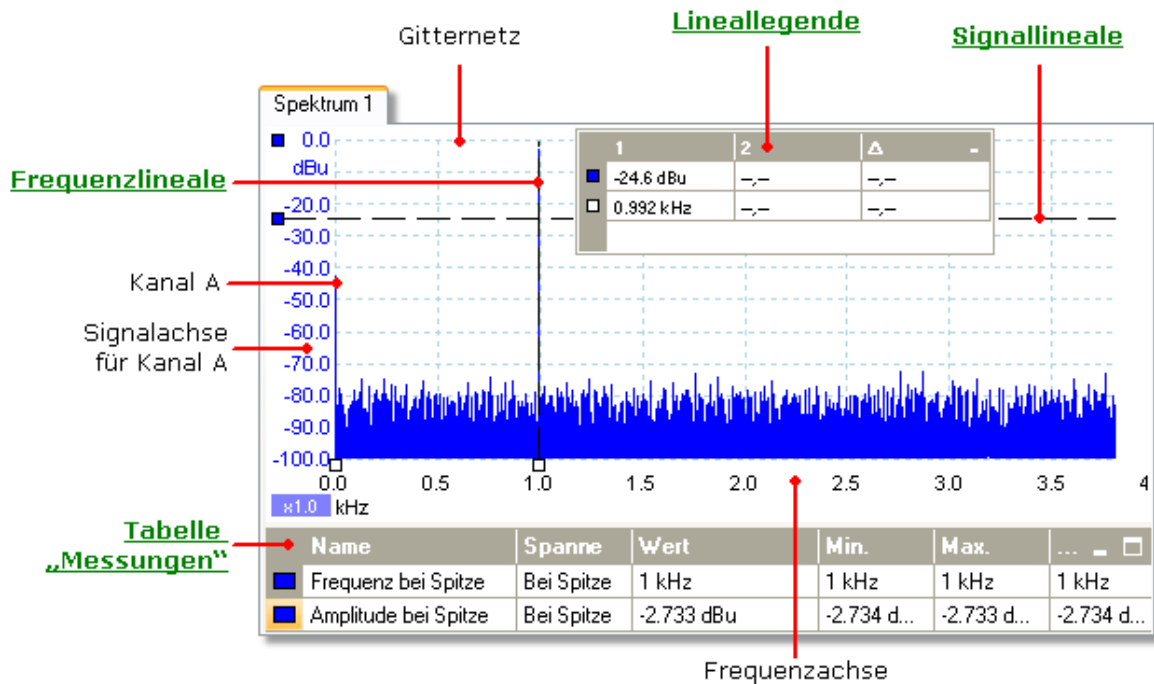 Gitternetz
Lineallegende
Signallineale
Spektrum 1
Frequenzlineale
Kanal A
Signalachse
für Kanal A
0.0
dBu
-20.0
-30.0
-40.0
-50.0
-60.0
-70.0
-80.0
-90.0
-100.0
1 2 Δ -
-24.6 dBu –,– –,–
0.992 kHz –,– –,–
0.0 0.5 1.0 1.5 2.0 2.5 3.0 3.5 4
x1.0 kHz
Tabelle
„Messungen“
Name Spanne Wert Min. Max. ...
Frequenz bei Spitze Bei Spitze 1 kHz 1 kHz 1 kHz 1 kHz
Amplitude bei Spitze Bei Spitze -2.733 dBu -2.734 d... -2.733 d... -2.734 d...
Frequenzachse